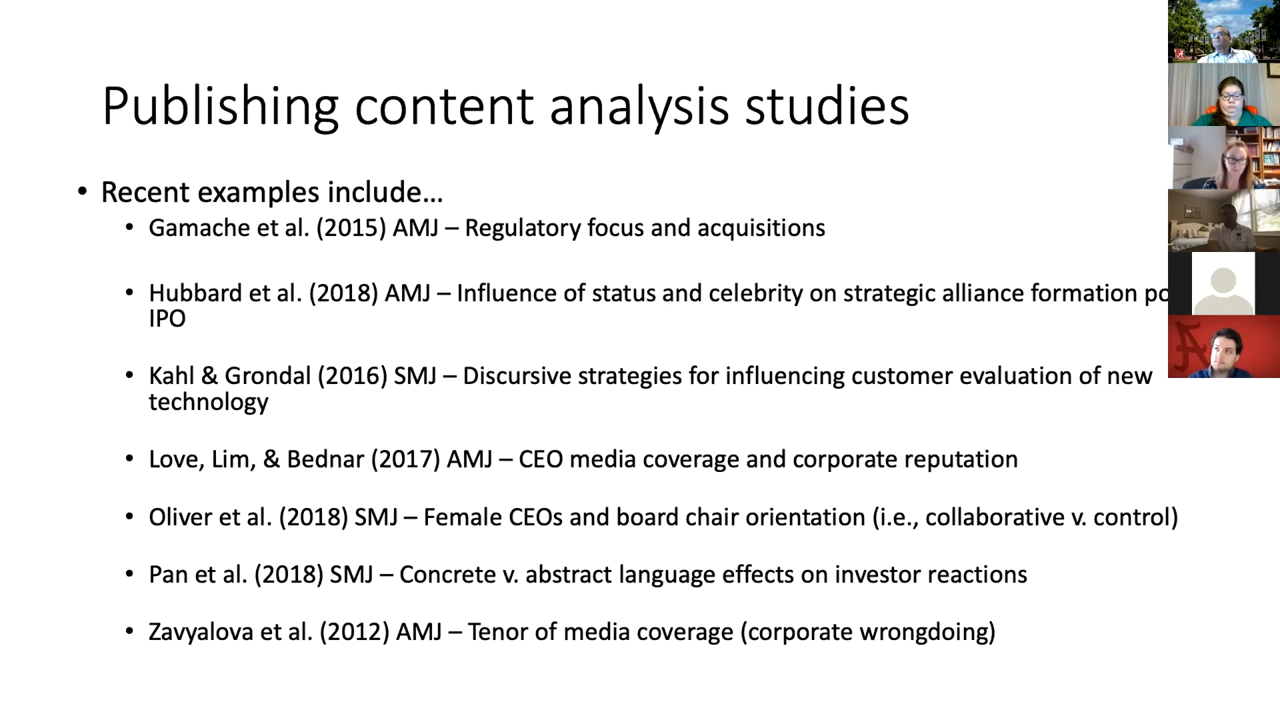 Publishing content analysis studies
• Recent examples include...
• Gamache et al. (2015) AMJ – Regulatory focus and acquisitions
• Hubbard et al. (2018) AMJ – Influence of status and celebrity on strategic alliance formation po
IPO
• Kahl & Grondal (2016) SMJ – Discursive strategies for influencing customer evaluation of new
technology
• Love, Lim, & Bednar (2017) AMJ – CEO media coverage and corporate reputation
• Oliver et al. (2018) SMJ – Female CEOs and board chair orientation (i.e., collaborative v. control)
• Pan et al. (2018) SMJ – Concrete v. abstract language effects on investor reactions
• Zavyalova et al. (2012) AMJ – Tenor of media coverage (corporate wrongdoing)